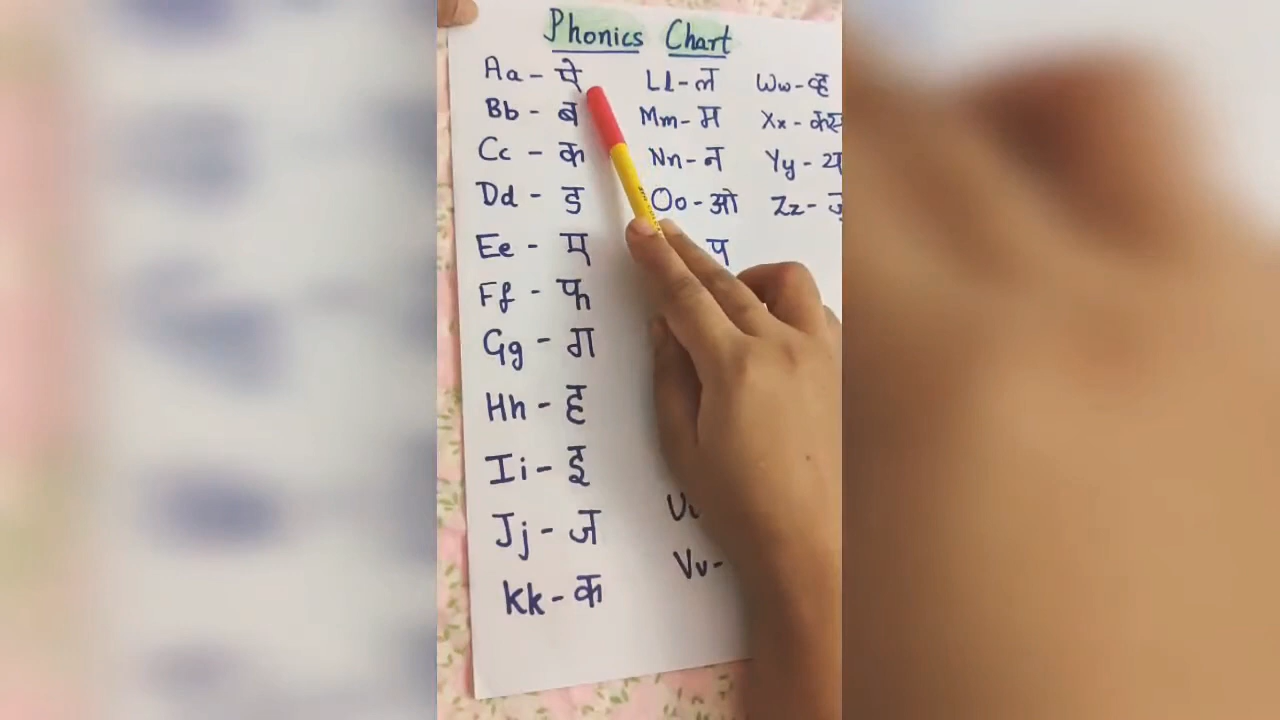 Phonics Chart
Aa - ऐ
Bb - ब
Cc - क
Dd - ड
Ee - ए
Ff - फ
Gg - ग
Hh - ह
Ii - इ
Jj - ज
Kk - क
Ll - ल
Mm - म
Nn - न
Oo - ओ
प
Vv -
Ww - व्ह
Xx - क्स
Yy - य
Zz -